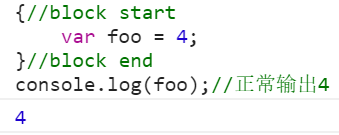 {//block start
    var foo = 4;
}//block end
console.log(foo);//正常输出4
4